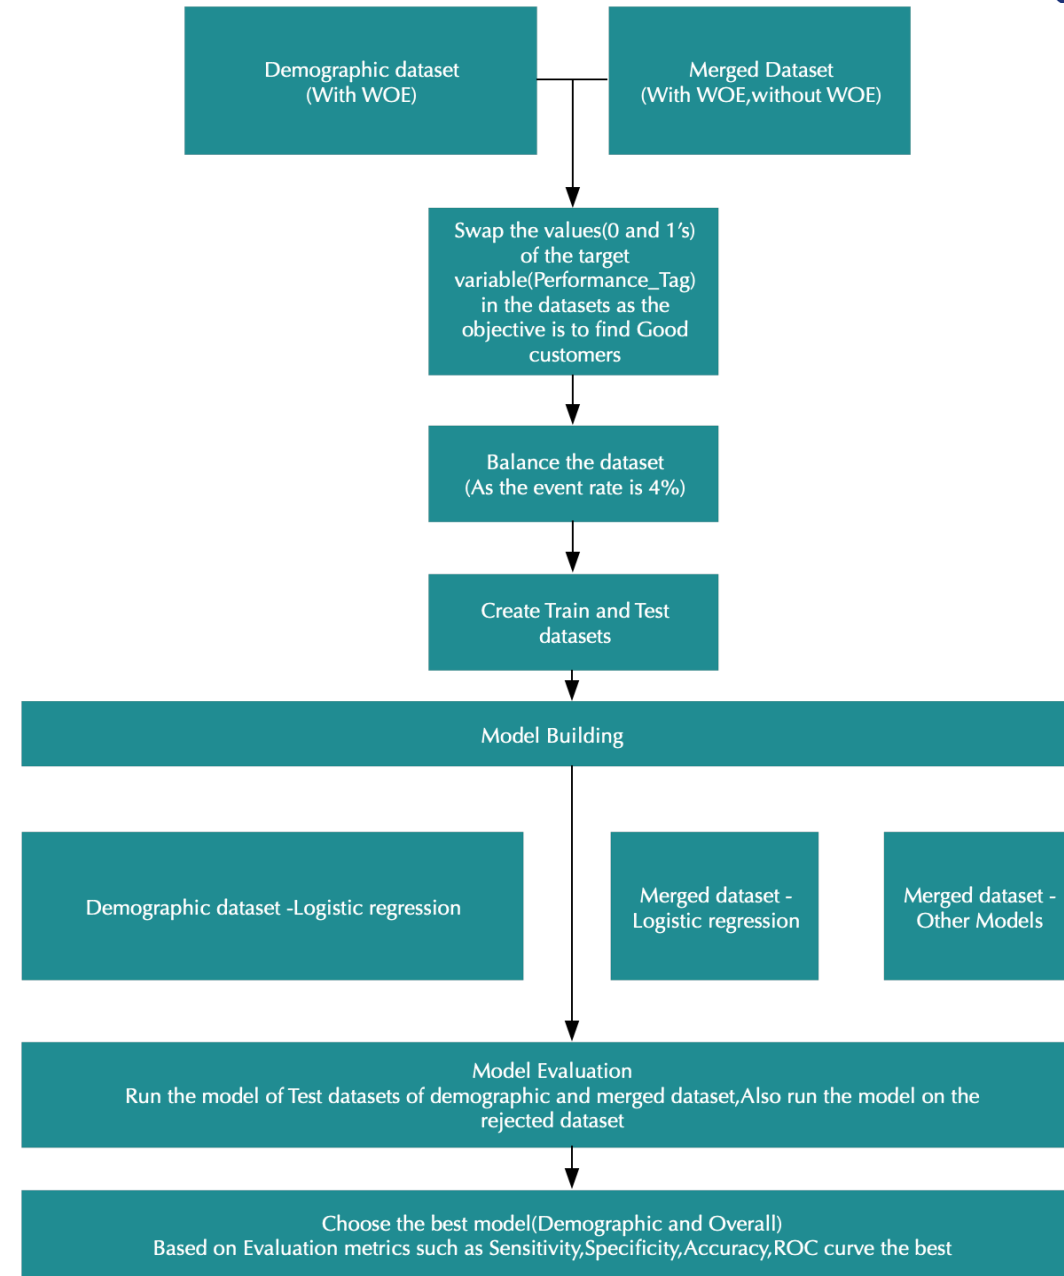 Demographic dataset
(With WOE)
Merged Dataset
(With WOE,without WOE)
Swap the values(0 and 1's)
of the target
variable(Performance_Tag)
in the datasets as the
objective is to find Good
customers
Balance the dataset
(As the event rate is 4%)
Create Train and Test
datasets
Model Building
Demographic dataset -Logistic regression
Merged dataset -
Logistic regression
Merged dataset -
Other Models
Model Evaluation
Run the model of Test datasets of demographic and merged dataset,Also run the model on the
rejected dataset
Choose the best model(Demographic and Overall)
Based on Evaluation metrics such as Sensitivity,Specificity,Accuracy,ROC curve the best